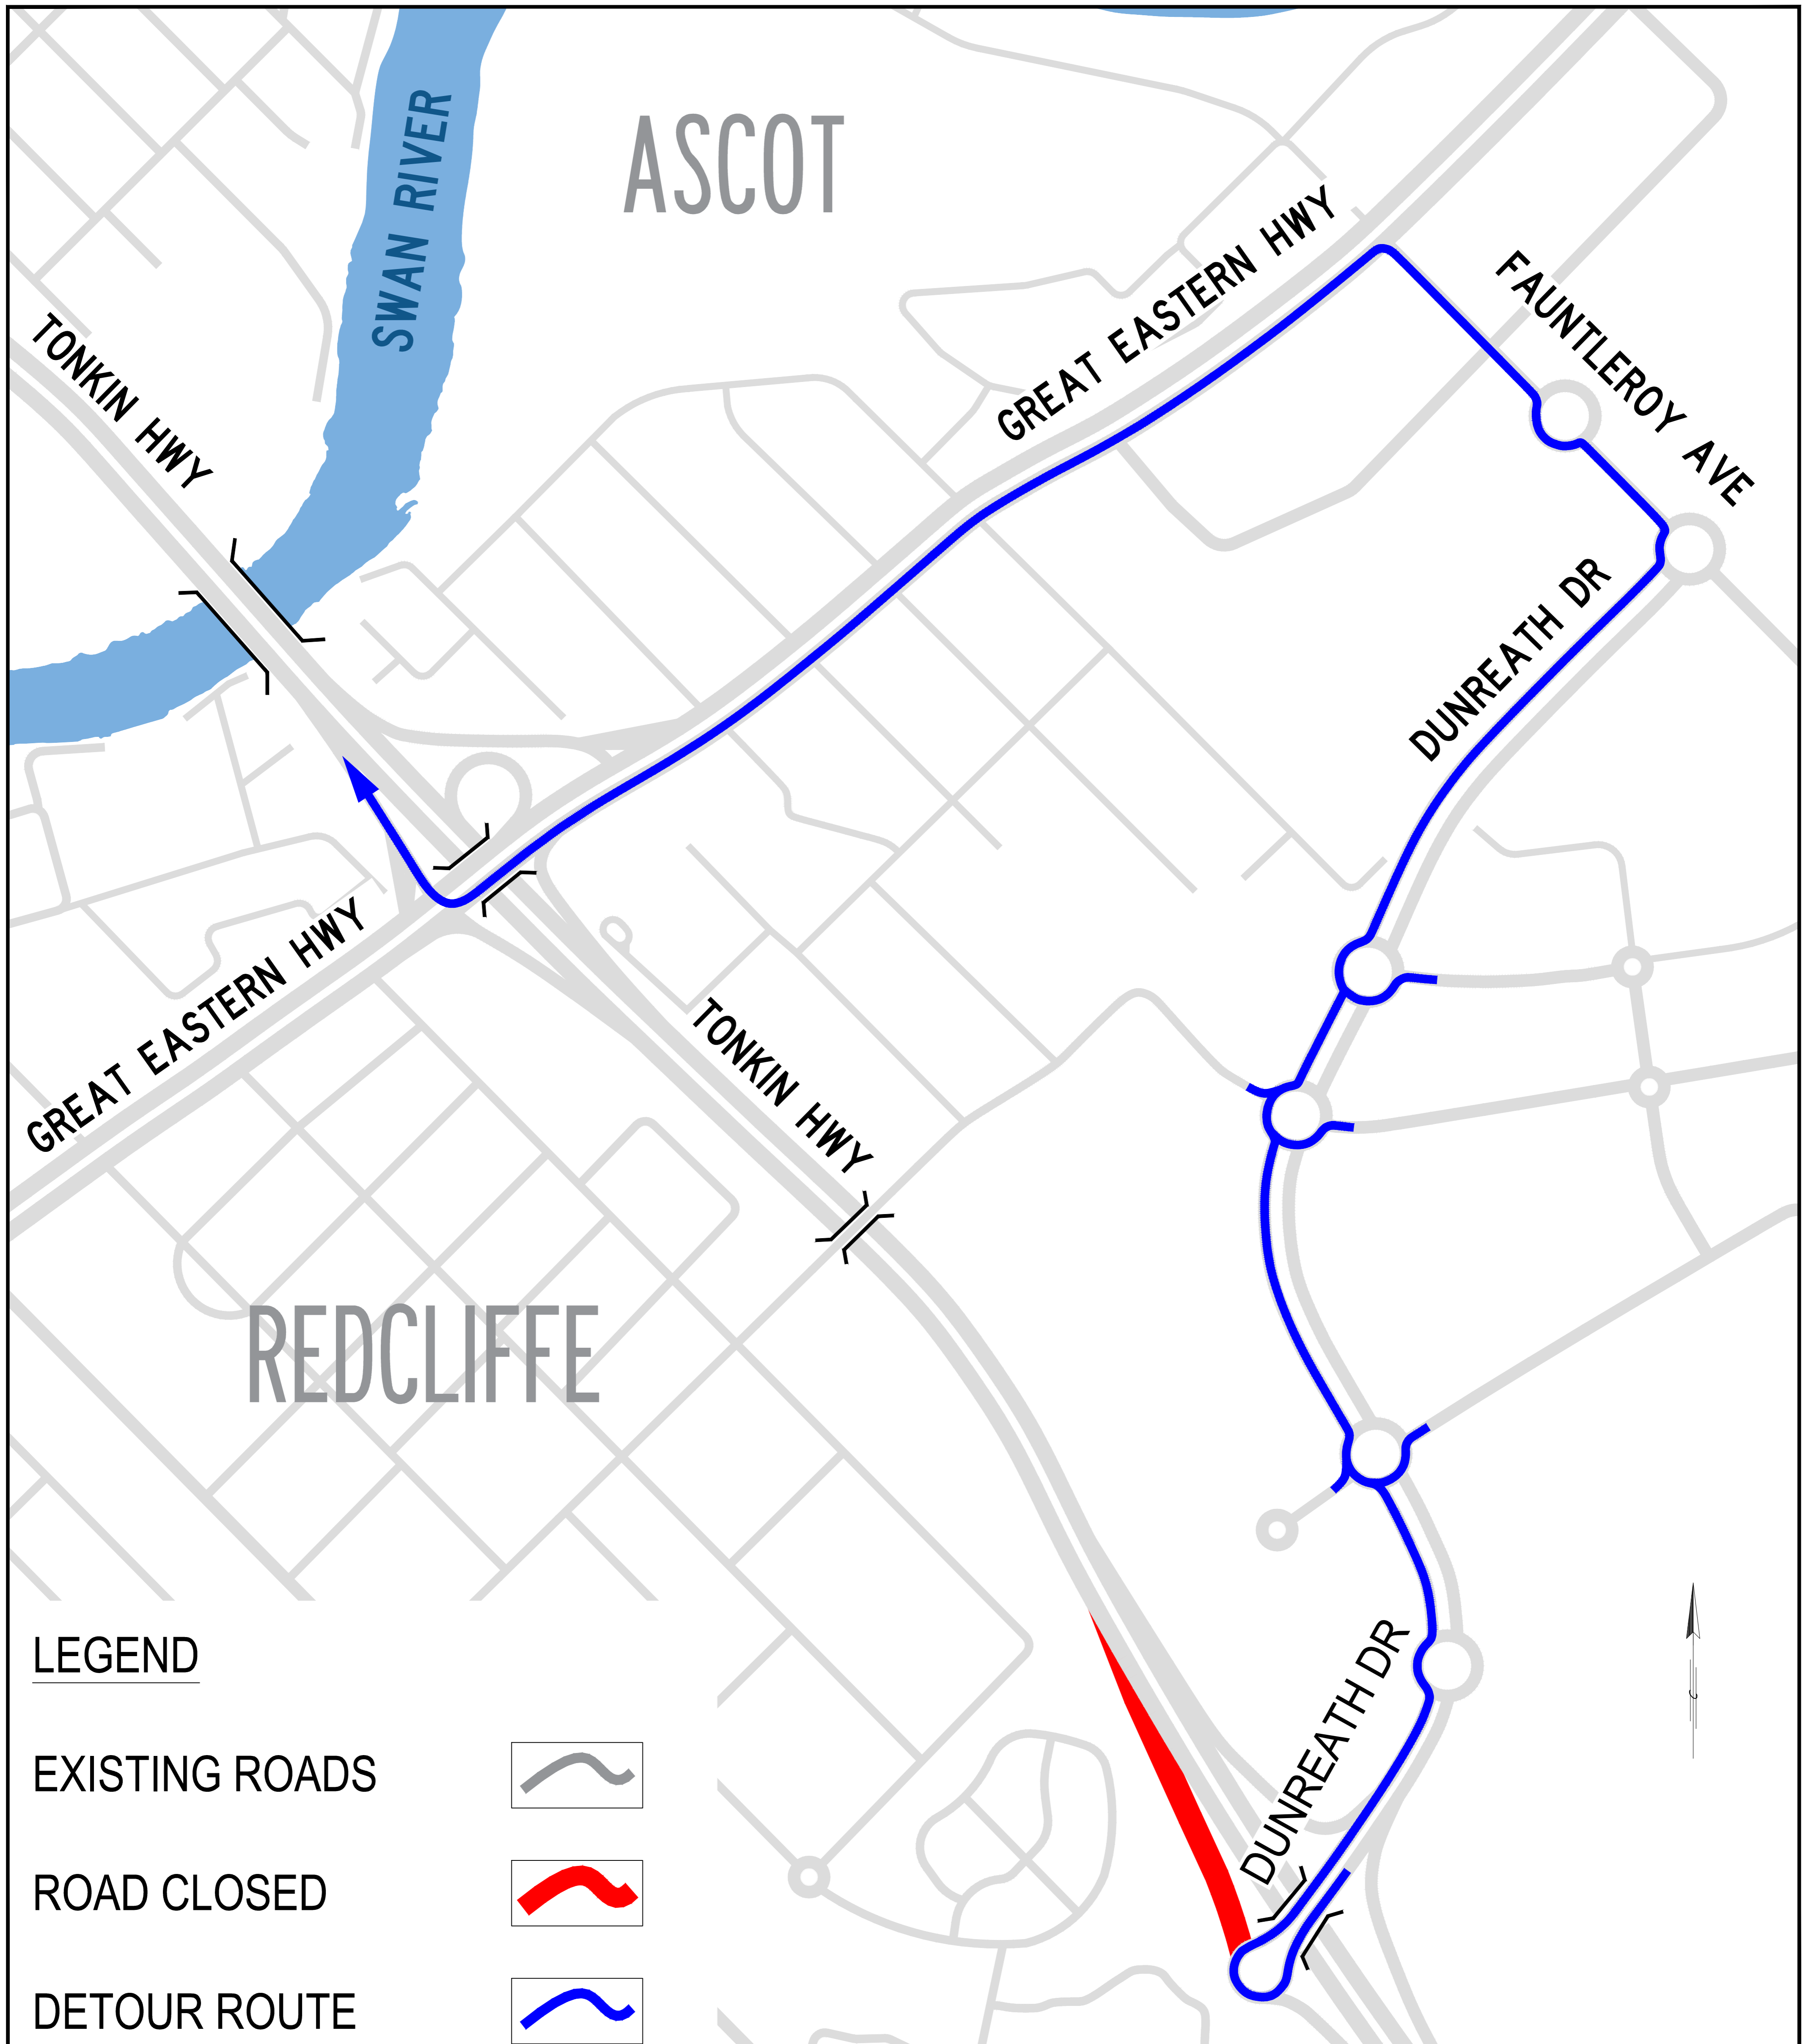 ASCOT
SWAN RIVER
GREAT EASTERN HWY
FAUNTLEROY AVE
TONKIN HWY
DUNREATH DR
GREAT EASTERN HWY
TONKIN HWY
REDCLIFFE
DUNREATH DR
LEGEND
EXISTING ROADS
ROAD CLOSED
DETOUR ROUTE